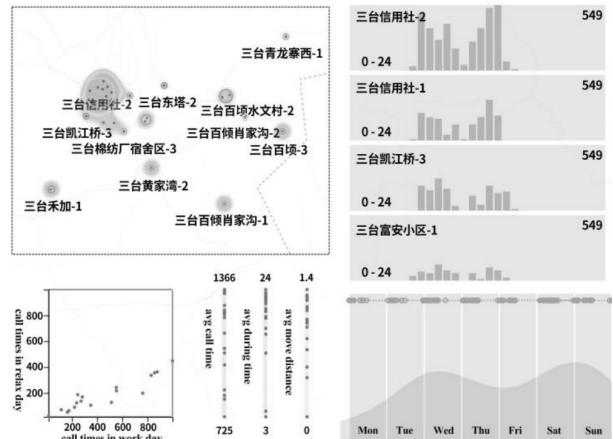 三台青龙寨西-1
三台信用社-2
三台东塔-2
三台百顷水文村-2
三台凯江桥-3
三台百倾肖家沟-2
三台棉纺厂宿舍区-3
三台百顷-3
三台黄家湾-2
三台禾加-1
三台百倾肖家沟-1
三台信用社-2
549
0 - 24
三台信用社-1
549
0 - 24
三台凯江桥-3
549
0 - 24
三台富安小区-1
549
0 - 24
call times in relax day
800
600
400
200
200
400
600
800
call times in work day
1366
24
1.4
avg call time
avg during time
avg move distance
725
3
0
Mon
Tue
Wed
Thu
Fri
Sat
Sun